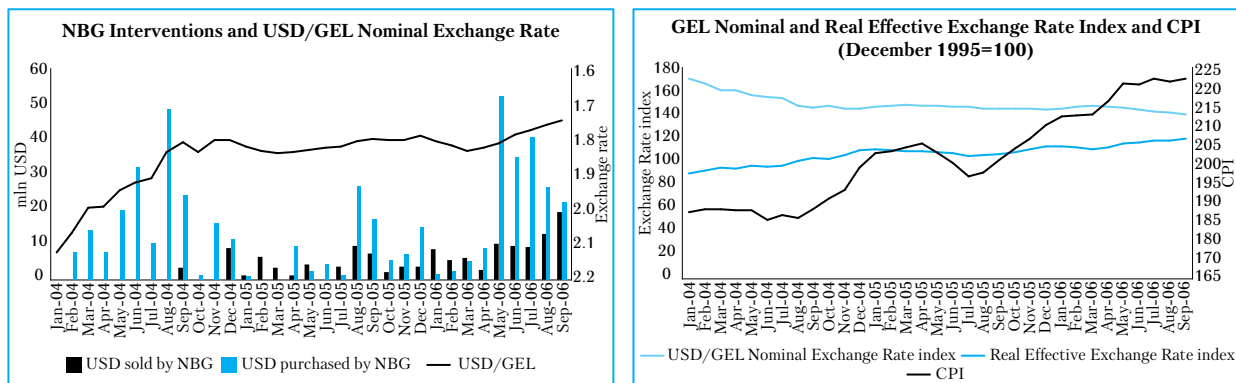 NBG Interventions and USD/GEL Nominal Exchange Rate
60
50
40
30
20
10
0
mln USD
1.6
1.7
1.8
1.9
2.0
2.1
2.2
Exchange rate
Jan-04
Feb-04
Mar-04
Apr-04
May-04
Jun-04
Jul-04
Aug-04
Sep-04
Oct-04
Nov-04
Dec-04
Jan-05
Feb-05
Mar-05
Apr-05
May-05
Jun-05
Jul-05
Aug-05
Sep-05
Oct-05
Nov-05
Dec-05
Jan-06
Feb-06
Mar-06
Apr-06
May-06
Jun-06
Jul-06
Aug-06
Sep-06
USD sold by NBG USD purchased by NBG USD/GEL
GEL Nominal and Real Effective Exchange Rate Index and CPI
(December 1995=100)
180
160
140
120
100
80
60
40
20
0
Exchange Rate index
225
220
215
210
205
200
195
190
185
180
175
170
165
CPI
Jan-04
Feb-04
Mar-04
Apr-04
May-04
Jun-04
Jul-04
Aug-04
Sep-04
Oct-04
Nov-04
Dec-04
Jan-05
Feb-05
Mar-05
Apr-05
May-05
Jun-05
Jul-05
Aug-05
Sep-05
Oct-05
Nov-05
Dec-05
Jan-06
Feb-06
Mar-06
Apr-06
May-06
Jun-06
Jul-06
Aug-06
Sep-06
USD/GEL Nominal Exchange Rate index Real Effective Exchange Rate index
CPI